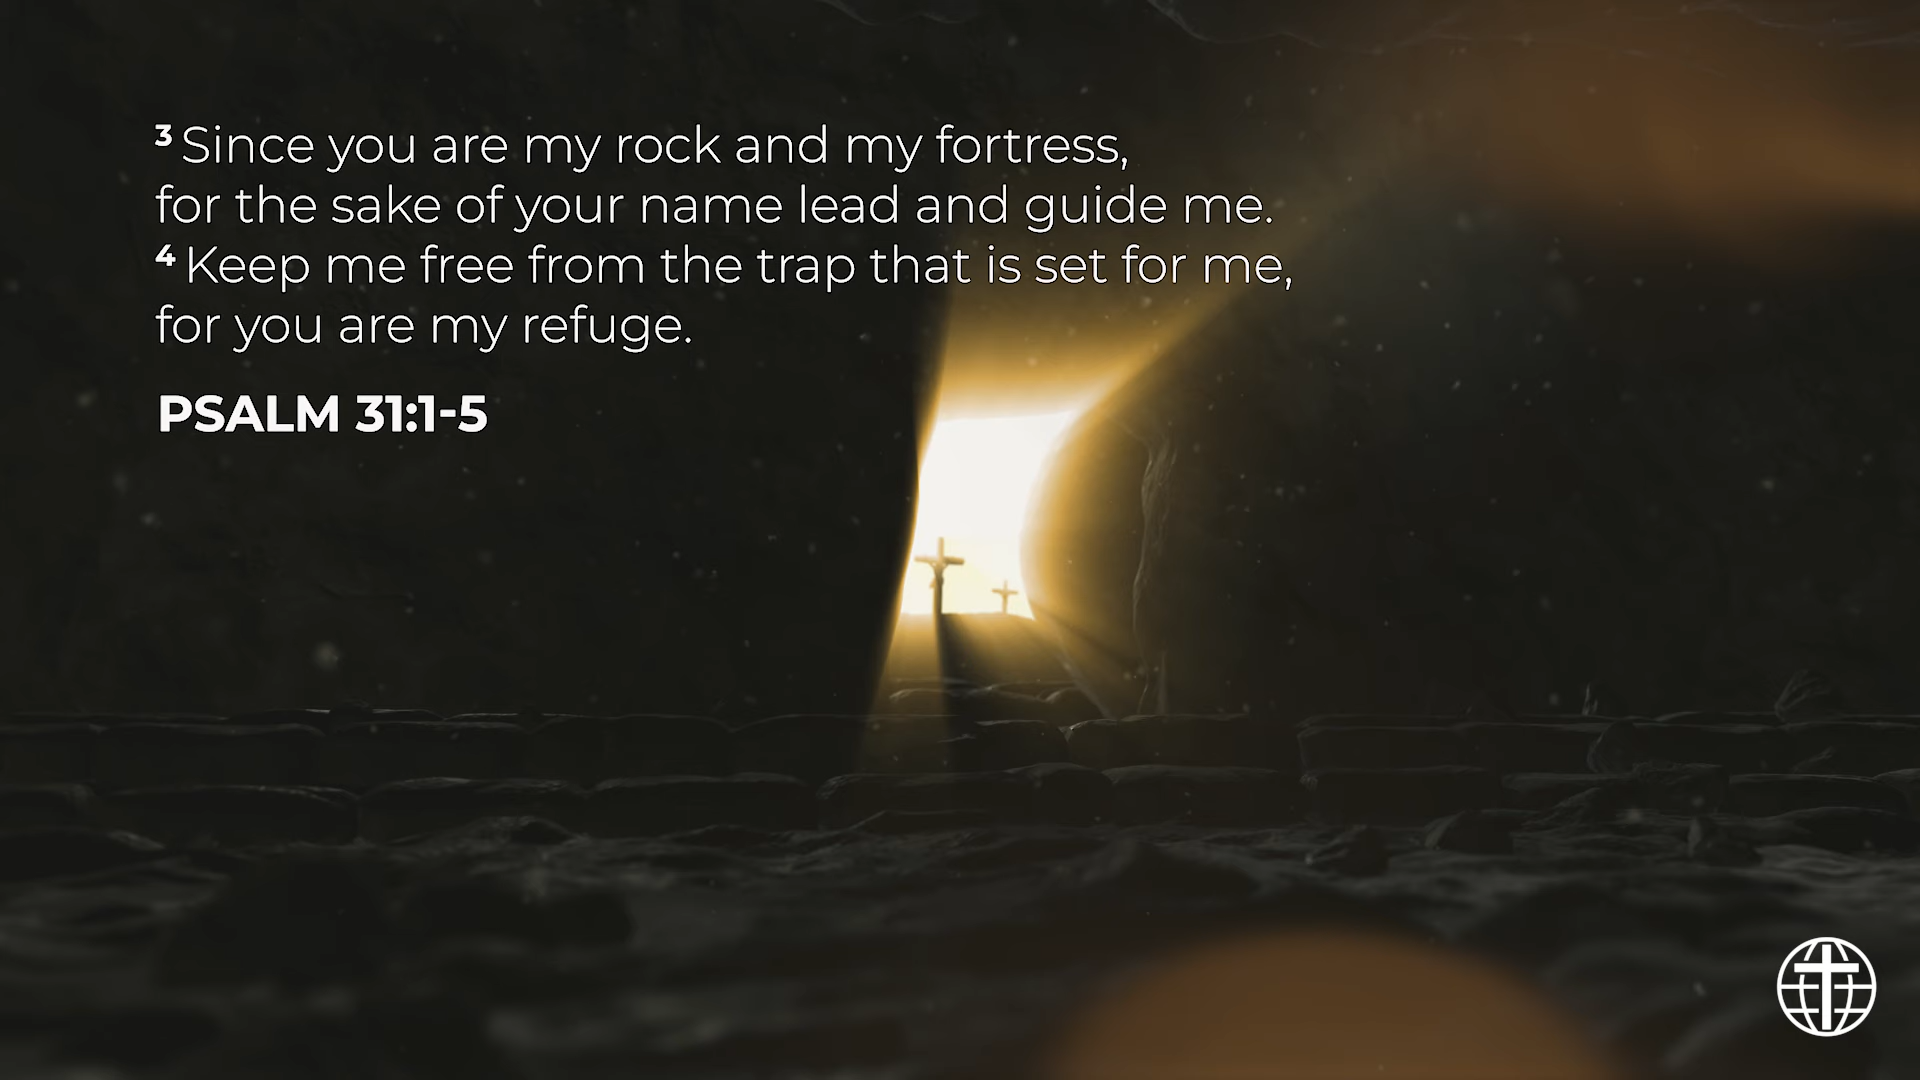 3 Since you are my rock and my fortress,
for the sake of your name lead and guide me.
4 Keep me free from the trap that is set for me,
for you are my refuge.
PSALM 31:1-5